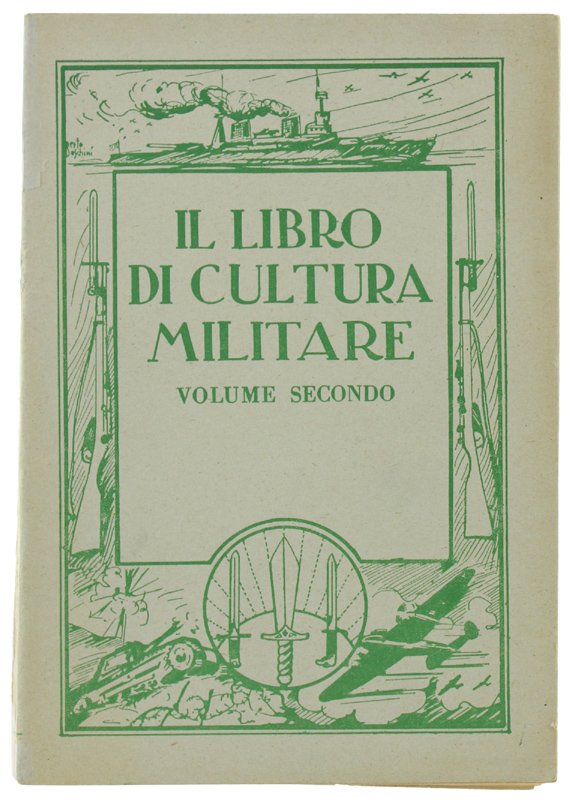 IL LIBRO
DI CULTURA
MILITARE
VOLUME SECONDO